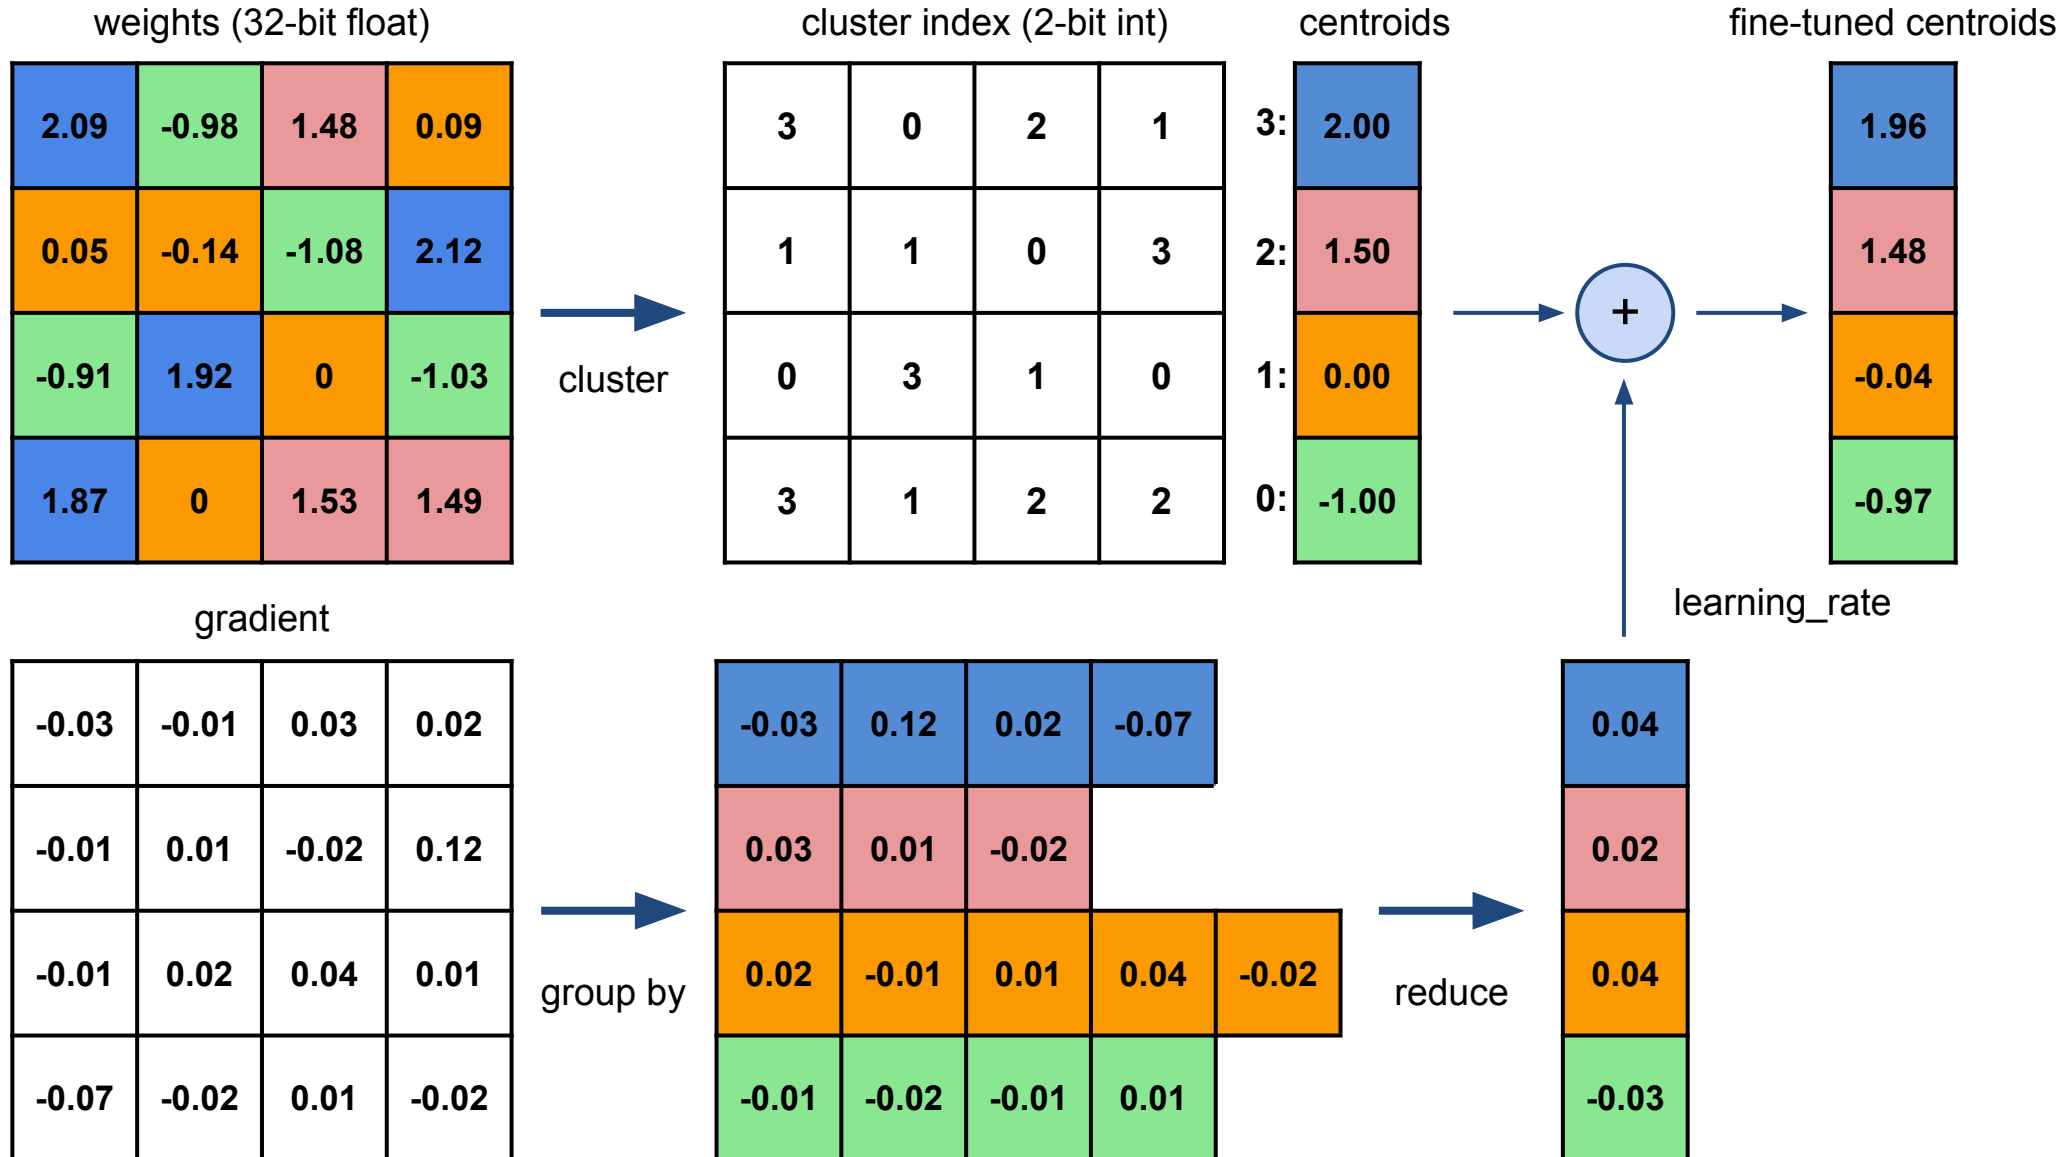 weights (32-bit float) cluster index (2-bit int) centroids fine-tuned centroids
2.09 -0.98 1.48 0.09 3 0 2 1 3: 2.00 1.96
0.05 -0.14 -1.08 2.12 1 1 0 3 2: 1.50 1.48
+
-0.91 1.92 0 -1.03 cluster 0 3 1 0 1: 0.00 -0.04
1.87 0 1.53 1.49 3 1 2 2 0: -1.00 -0.97
gradient learning_rate
-0.03 -0.01 0.03 0.02 -0.03 0.12 0.02 -0.07 0.04
-0.01 0.01 -0.02 0.12 0.03 0.01 -0.02 0.02
-0.01 0.02 0.04 0.01 group by 0.02 -0.01 0.01 0.04 -0.02 reduce 0.04
-0.07 -0.02 0.01 -0.02 -0.01 -0.02 -0.01 0.01 -0.03